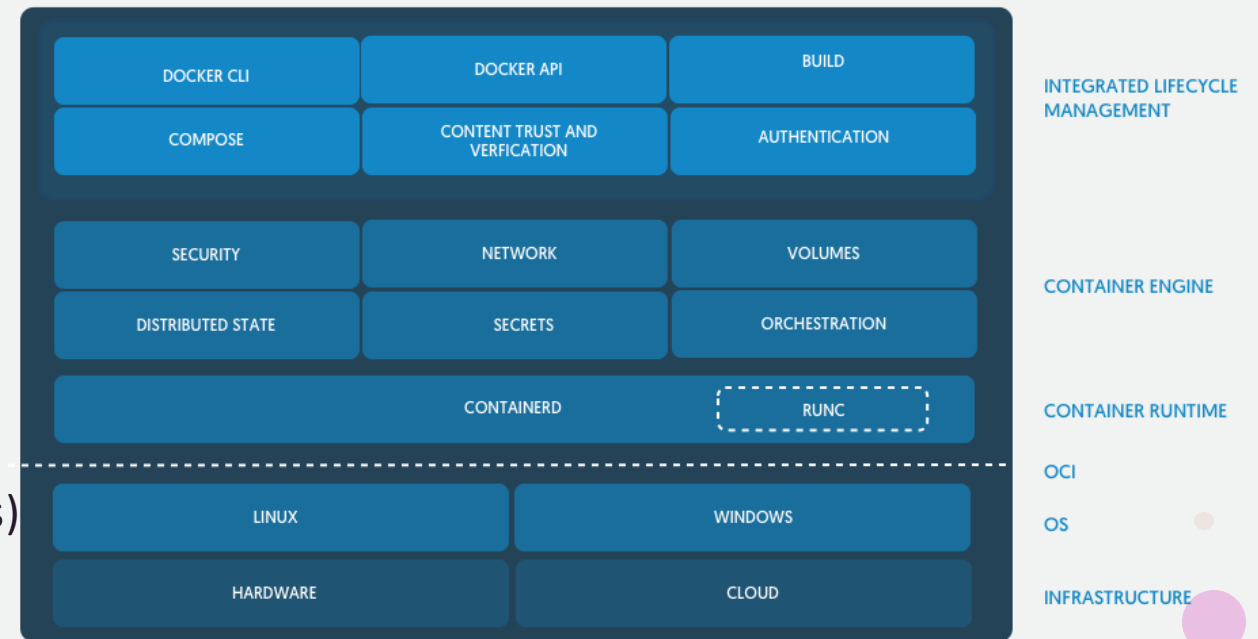 DOCKER CLI
DOCKER API
BUILD
INTEGRATED LIFECYCLE
MANAGEMENT
COMPOSE
CONTENT TRUST AND
VERFICATION
AUTHENTICATION
SECURITY
NETWORK
VOLUMES
CONTAINER ENGINE
DISTRIBUTED STATE
SECRETS
ORCHESTRATION
CONTAINERD
RUNC
CONTAINER RUNTIME
OCI
s)
LINUX
WINDOWS
OS
HARDWARE
CLOUD
INFRASTRUCTURE